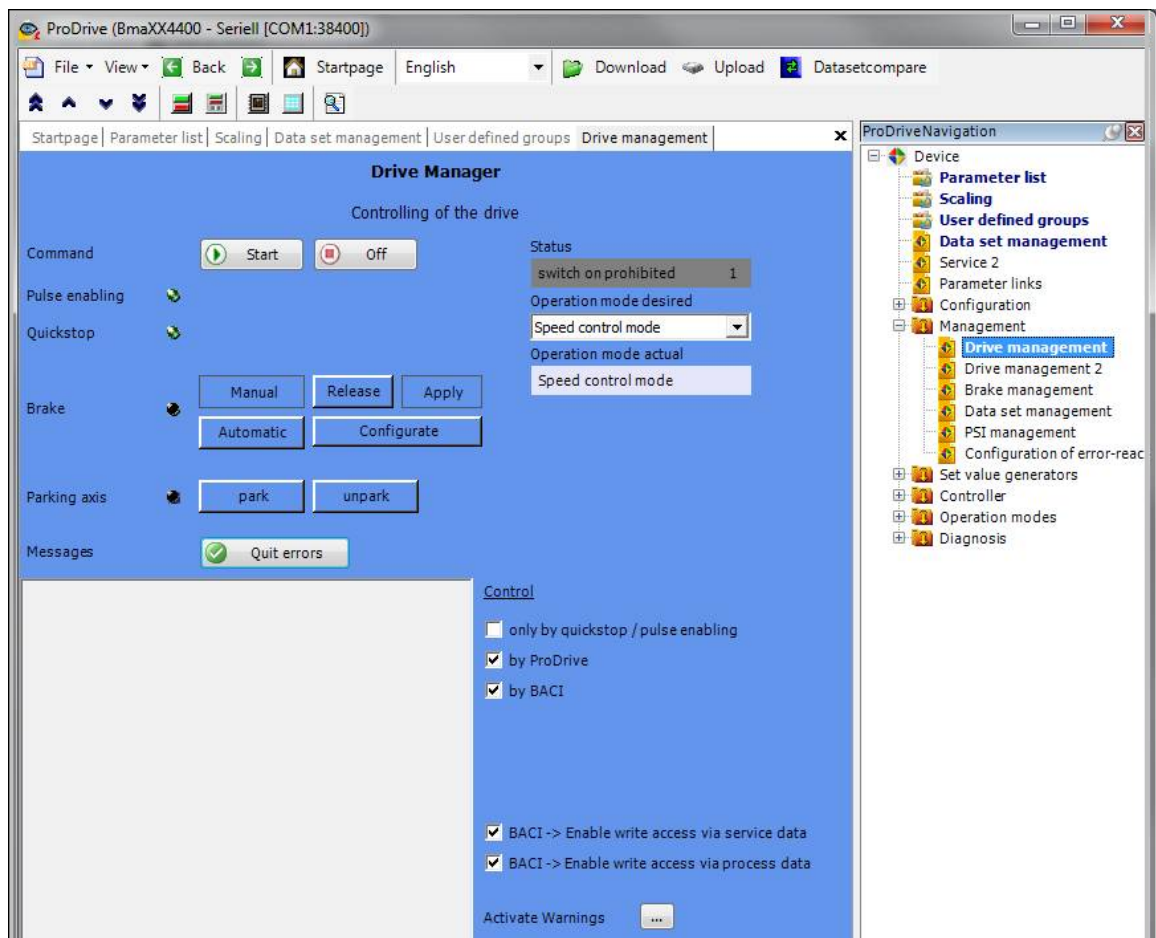 ProDrive (BmaXX4400 - Seriell [COM1:38400])
File View Back Startpage English Download Upload Datasetcompare
Startpage Parameter list Scaling Data set management User defined groups Drive management
ProDriveNavigation
Drive Manager
Controlling of the drive
Command Start Off
Status
switch on prohibited 1
Pulse enabling
Operation mode desired
Quickstop
Speed control mode
Operation mode actual
Speed control mode
Brake
Manual Release Apply
Automatic Configurate
Parking axis park unpark
Messages Quit errors
Control
only by quickstop / pulse enabling
by ProDrive
by BACI
BACI -> Enable write access via service data
BACI -> Enable write access via process data
Activate Warnings ...
Device
Parameter list
Scaling
User defined groups
Data set management
Service 2
Parameter links
Configuration
Management
Drive management
Drive management 2
Brake management
Data set management
PSI management
Configuration of error-reac
Set value generators
Controller
Operation modes
Diagnosis